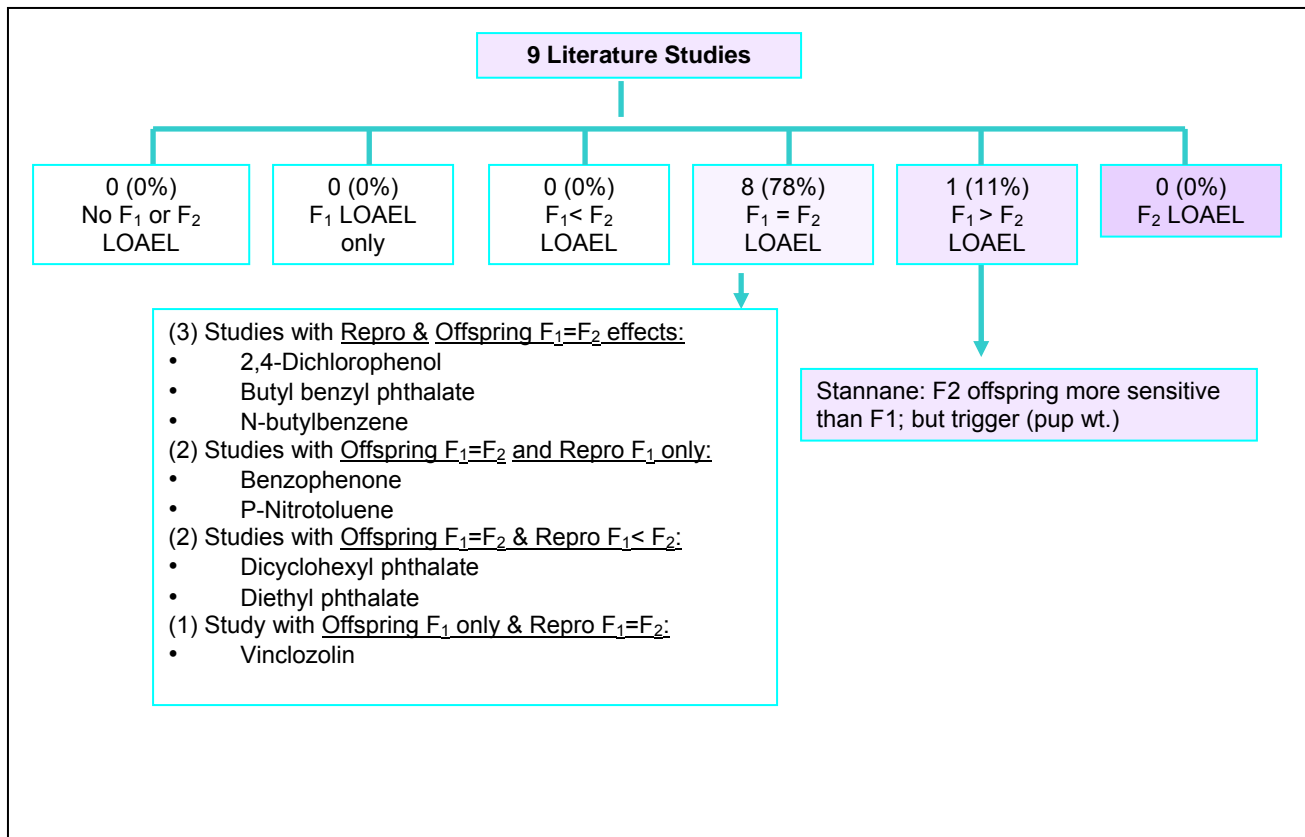 9 Literature Studies
0 (0%)
No F₁ or F₂
LOAEL
0 (0%)
F₁ LOAEL
only
0 (0%)
F₁< F₂
LOAEL
8 (78%)
F₁ = F₂
LOAEL
1 (11%)
F₁ > F₂
LOAEL
0 (0%)
F₂ LOAEL
(3) Studies with Repro & Offspring F₁=F₂ effects:
• 2,4-Dichlorophenol
• Butyl benzyl phthalate
• N-butylbenzene
(2) Studies with Offspring F₁=F₂ and Repro F₁ only:
• Benzophenone
• P-Nitrotoluene
(2) Studies with Offspring F₁=F₂ & Repro F₁< F₂:
• Dicyclohexyl phthalate
• Diethyl phthalate
(1) Study with Offspring F₁ only & Repro F₁=F₂:
• Vinclozolin
Stannane: F2 offspring more sensitive
than F1; but trigger (pup wt.)